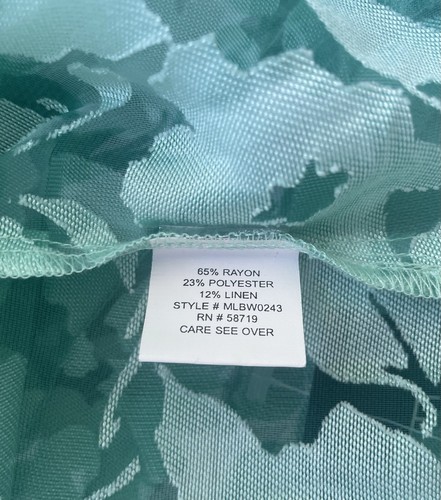 65% RAYON
23% POLYESTER
12% LINEN
STYLE # MLBW0243
RN # 58719
CARE SEE OVER